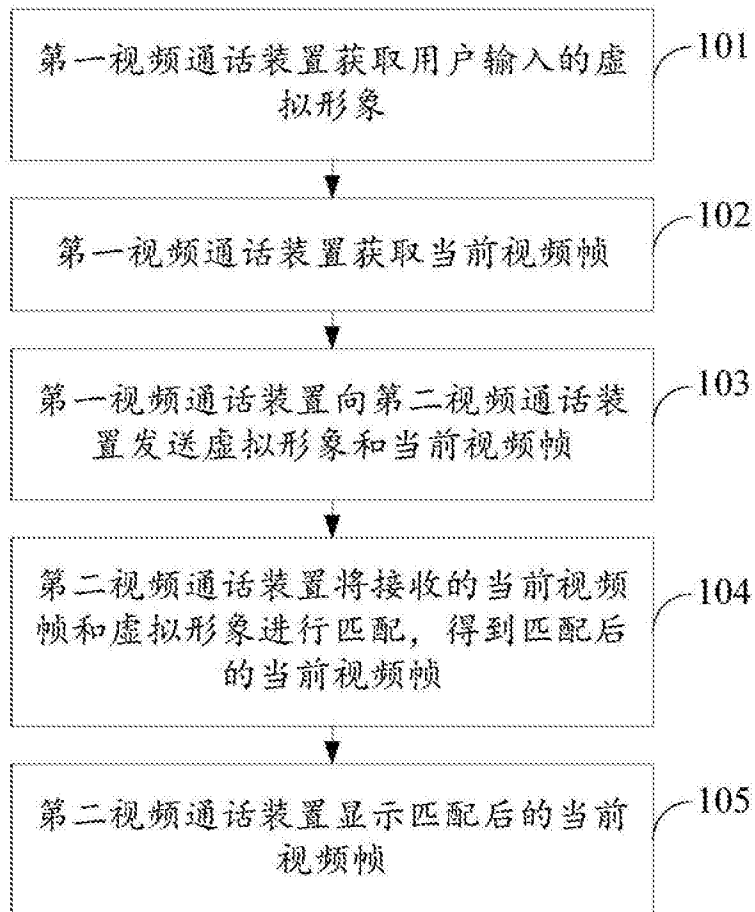 第一视频通话装置获取用户输入的虚
拟形象
101
第一视频通话装置获取当前视频帧
102
第一视频通话装置向第二视频通话装
置发送虚拟形象和当前视频帧
103
第二视频通话装置将接收的当前视频
帧和虚拟形象进行匹配，得到匹配后
的当前视频帧
104
第二视频通话装置显示匹配后的当前
视频帧
105